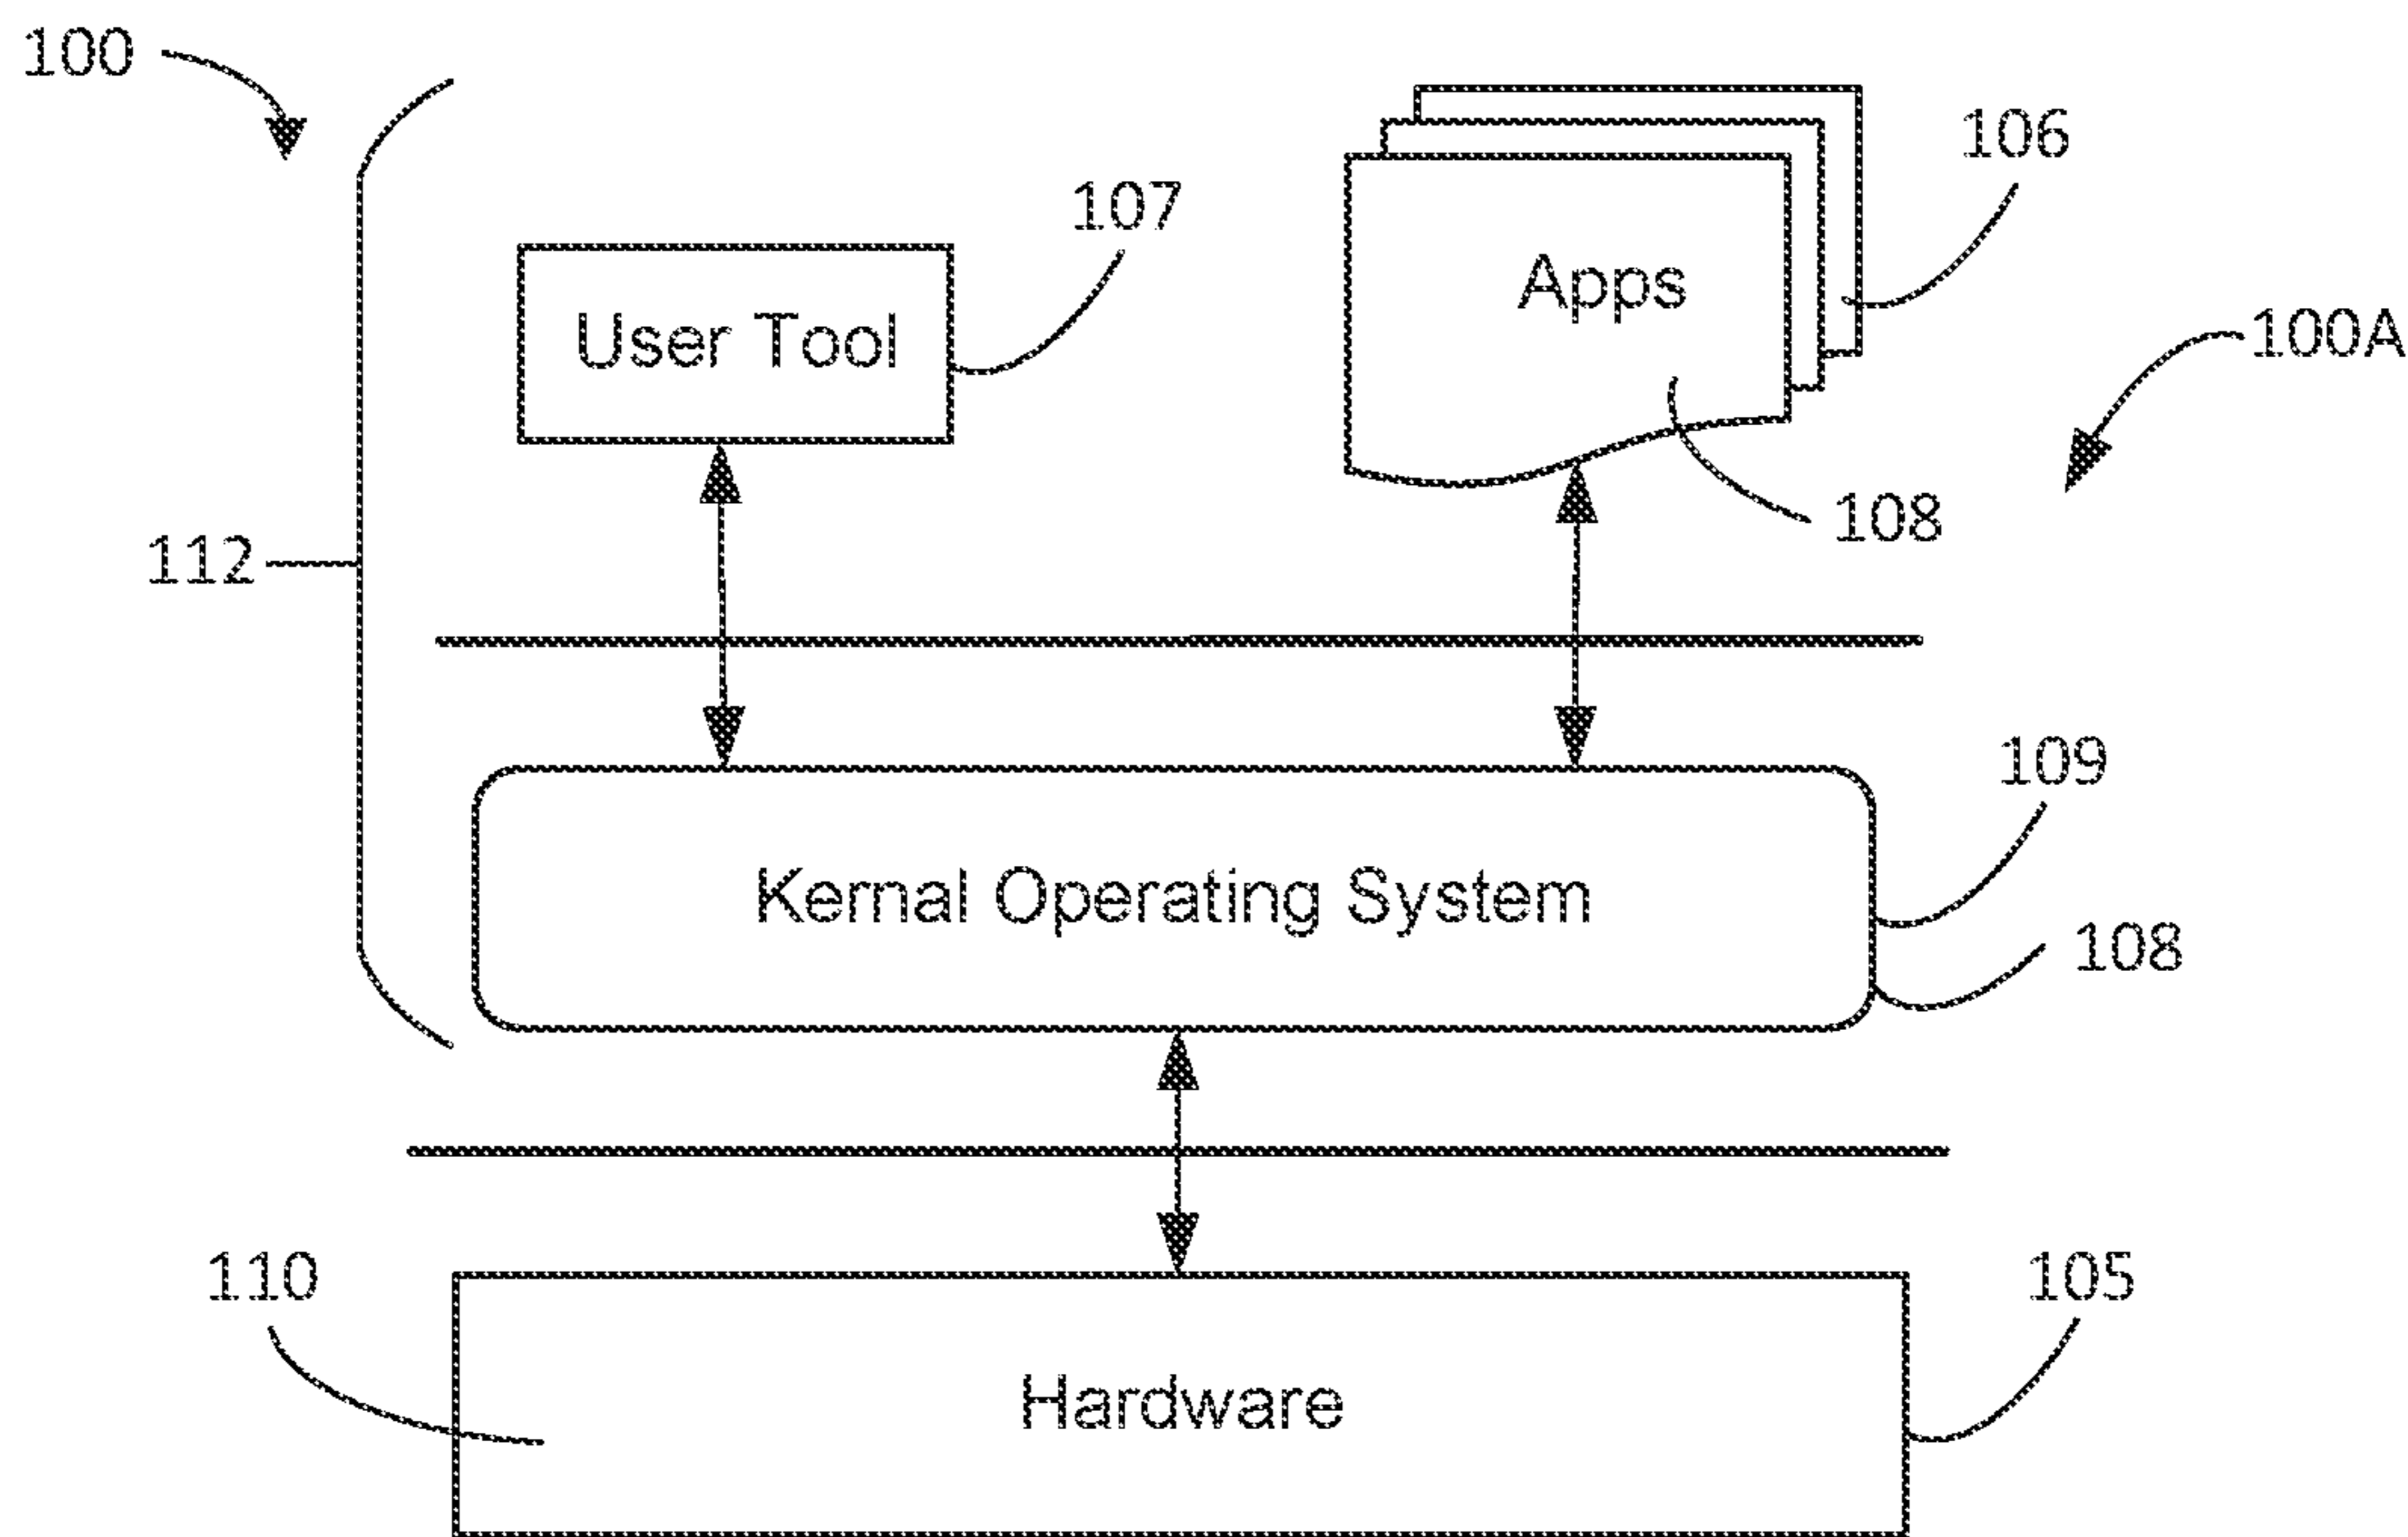 100
106
107
Apps
100A
User Tool
108
112
109
Kernal Operating System
108
110
105
Hardware